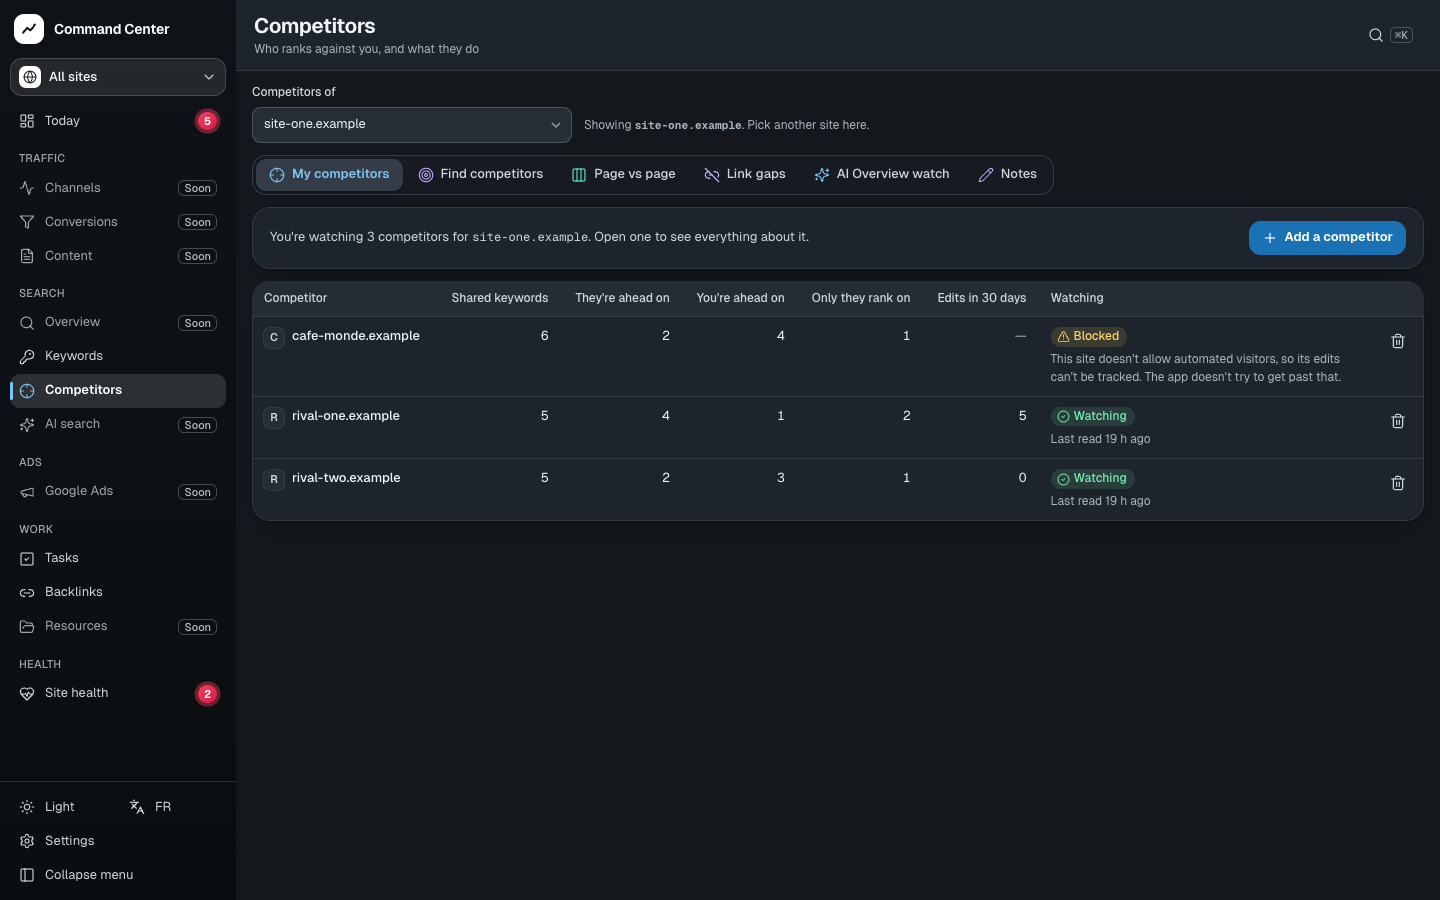 Command Center
All sites
Today
5
TRAFFIC
Channels
Soon
Conversions
Soon
Content
Soon
SEARCH
Overview
Soon
Keywords
Competitors
AI search
Soon
ADS
Google Ads
Soon
WORK
Tasks
Backlinks
Resources
Soon
HEALTH
Site health
2
Light
FR
Settings
Collapse menu
Competitors
Who ranks against you, and what they do
⌘K
Competitors of
site-one.example
Showing site-one.example. Pick another site here.
My competitors
Find competitors
Page vs page
Link gaps
AI Overview watch
Notes
You're watching 3 competitors for site-one.example. Open one to see everything about it.
Add a competitor
Competitor Shared keywords They're ahead on You're ahead on Only they rank on Edits in 30 days Watching
C cafe-monde.example 6 2 4 1 — Blocked
This site doesn't allow automated visitors, so its edits
can't be tracked. The app doesn't try to get past that.
R rival-one.example 5 4 1 2 5 Watching
Last read 19 h ago
R rival-two.example 5 2 3 1 0 Watching
Last read 19 h ago